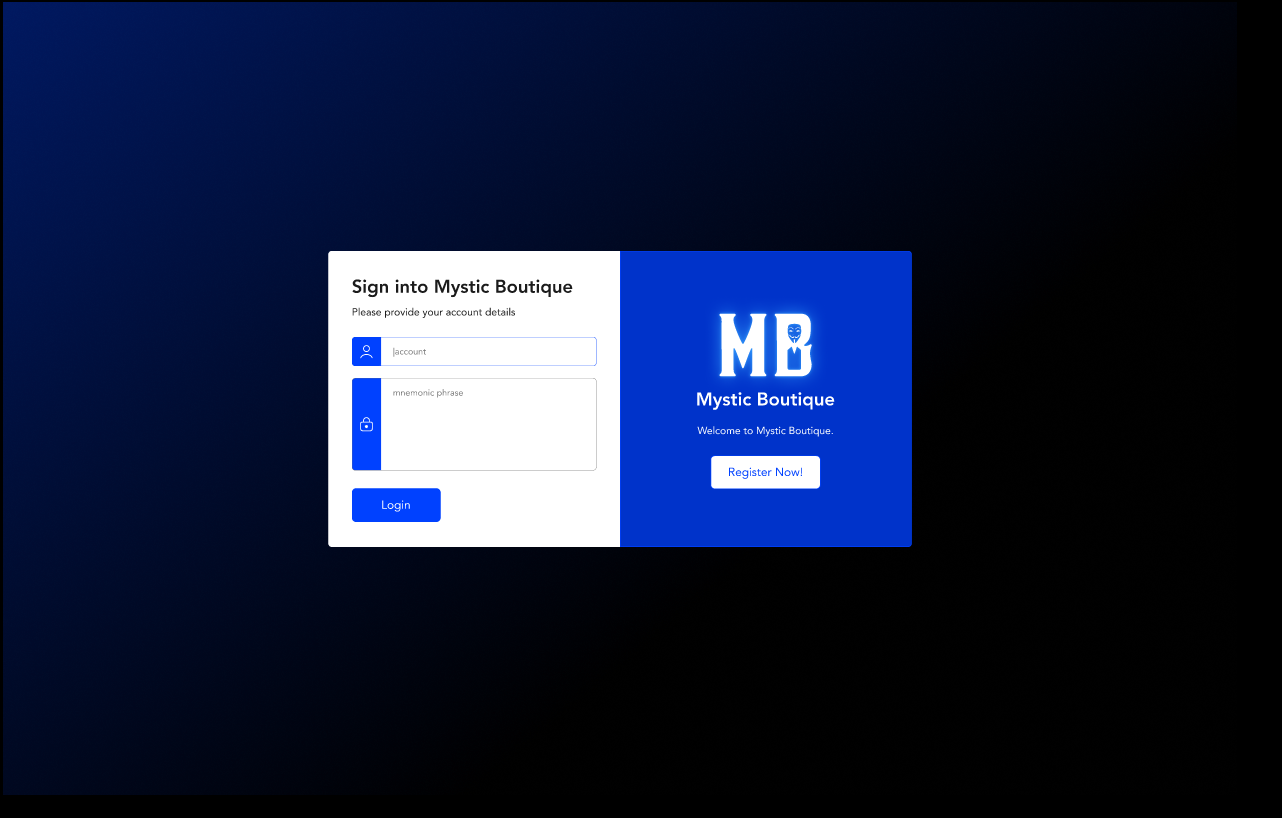 Sign into Mystic Boutique
Please provide your account details
account
mnemonic phrase
Login
MB
Mystic Boutique
Welcome to Mystic Boutique.
Register Now!